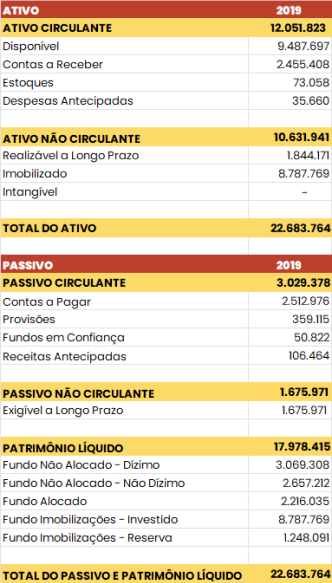 ATIVO 2019
ATIVO CIRCULANTE 12.051.823
Disponível 9.487.697
Contas a Receber 2.455.408
Estoques 73.058
Despesas Antecipadas 35.660
ATIVO NÃO CIRCULANTE 10.631.941
Realizável a Longo Prazo 1.844.171
Imobilizado 8.787.769
Intangível -
TOTAL DO ATIVO 22.683.764
PASSIVO 2019
PASSIVO CIRCULANTE 3.029.378
Contas a Pagar 2.512.976
Provisões 359.115
Fundos em Confiança 50.822
Receitas Antecipadas 106.464
PASSIVO NÃO CIRCULANTE 1.675.971
Exigível a Longo Prazo 1.675.971
PATRIMÔNIO LÍQUIDO 17.978.415
Fundo Não Alocado - Dízimo 3.069.308
Fundo Não Alocado - Não Dízimo 2.657.212
Fundo Alocado 2.216.035
Fundo Imobilizações - Investido 8.787.769
Fundo Imobilizações - Reserva 1.248.091
TOTAL DO PASSIVO E PATRIMÔNIO LÍQUIDO 22.683.764